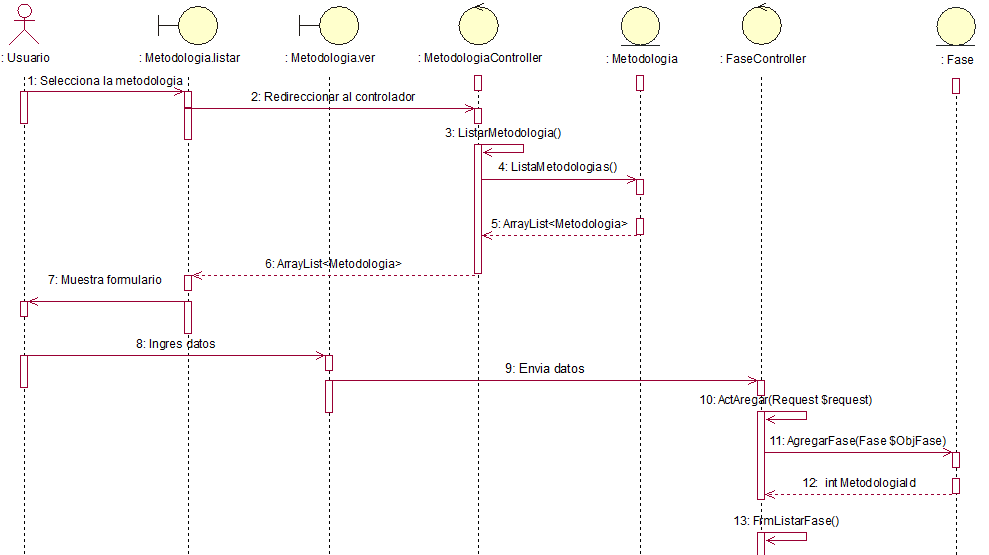 : Usuario
: Metodologia.listar
: Metodologia.ver
: MetodologiaController
: Metodologia
: FaseController
: Fase
1: Selecciona la metodologia
2: Redireccionar al controlador
3: ListarMetodologia()
4: ListaMetodologias()
5: ArrayList<Metodologia>
6: ArrayList<Metodologia>
7: Muestra formulario
8: Ingres datos
9: Envia datos
10: ActAregar(Request $request)
11: AgregarFase(Fase $ObjFase)
12: int MetodologiaId
13: FrmListarFase()